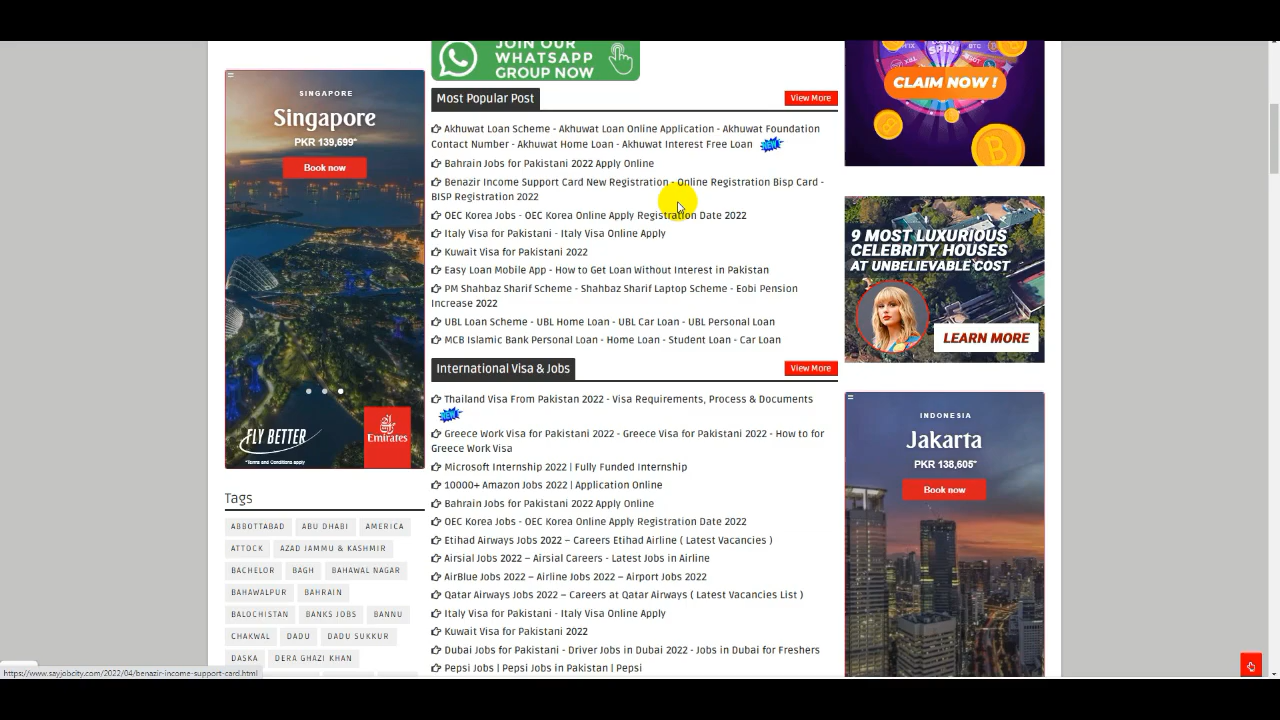 JOIN OUR
WHATSAPP
GROUP NOW
SINGAPORE
Singapore
PKR 139,699*
Book now
FLY BETTER
Emirates
*Terms and Conditions apply
Tags
ABBOTTABAD ABU DHABI AMERICA
ATTOCK AZAD JAMMU & KASHMIR
BACHELOR BAGH BAHAWAL NAGAR
BAHAWALPUR BAHRAIN
BALOCHISTAN BANKS JOBS BANNU
CHAKWAL DADU DADU SUKKUR
DASKA DERA GHAZI KHAN
Most Popular Post View More
Akhuwat Loan Scheme - Akhuwat Loan Online Application - Akhuwat Foundation
Contact Number - Akhuwat Home Loan - Akhuwat Interest Free Loan NEW
Bahrain Jobs for Pakistani 2022 Apply Online
Benazir Income Support Card New Registration - Online Registration Bisp Card -
BISP Registration 2022
OEC Korea Jobs - OEC Korea Online Apply Registration Date 2022
Italy Visa for Pakistani - Italy Visa Online Apply
Kuwait Visa for Pakistani 2022
Easy Loan Mobile App - How to Get Loan Without Interest in Pakistan
PM Shahbaz Sharif Scheme - Shahbaz Sharif Laptop Scheme - Eobi Pension
Increase 2022
UBL Loan Scheme - UBL Home Loan - UBL Car Loan - UBL Personal Loan
MCB Islamic Bank Personal Loan - Home Loan - Student Loan - Car Loan
International Visa & Jobs View More
Thailand Visa From Pakistan 2022 - Visa Requirements, Process & Documents
NEW
Greece Work Visa for Pakistani 2022 - Greece Visa for Pakistani 2022 - How to for
Greece Work Visa
Microsoft Internship 2022 | Fully Funded Internship
10000+ Amazon Jobs 2022 | Application Online
Bahrain Jobs for Pakistani 2022 Apply Online
OEC Korea Jobs - OEC Korea Online Apply Registration Date 2022
Etihad Airways Jobs 2022 – Careers Etihad Airline ( Latest Vacancies )
Airsial Jobs 2022 – Airsial Careers - Latest Jobs in Airline
AirBlue Jobs 2022 – Airline Jobs 2022 – Airport Jobs 2022
Qatar Airways Jobs 2022 – Careers at Qatar Airways ( Latest Vacancies List )
Italy Visa for Pakistani - Italy Visa Online Apply
Kuwait Visa for Pakistani 2022
Dubai Jobs for Pakistani - Driver Jobs in Dubai 2022 - Jobs in Dubai for Freshers
Pepsi Jobs | Pepsi Jobs in Pakistan | Pepsi
SPIN!
CLAIM NOW !
9 MOST LUXURIOUS
CELEBRITY HOUSES
AT UNBELIEVABLE COST
LEARN MORE
INDONESIA
Jakarta
PKR 138,605*
Book now
https://www.sayjobcity.com/2022/04/benazir-income-support-card.html